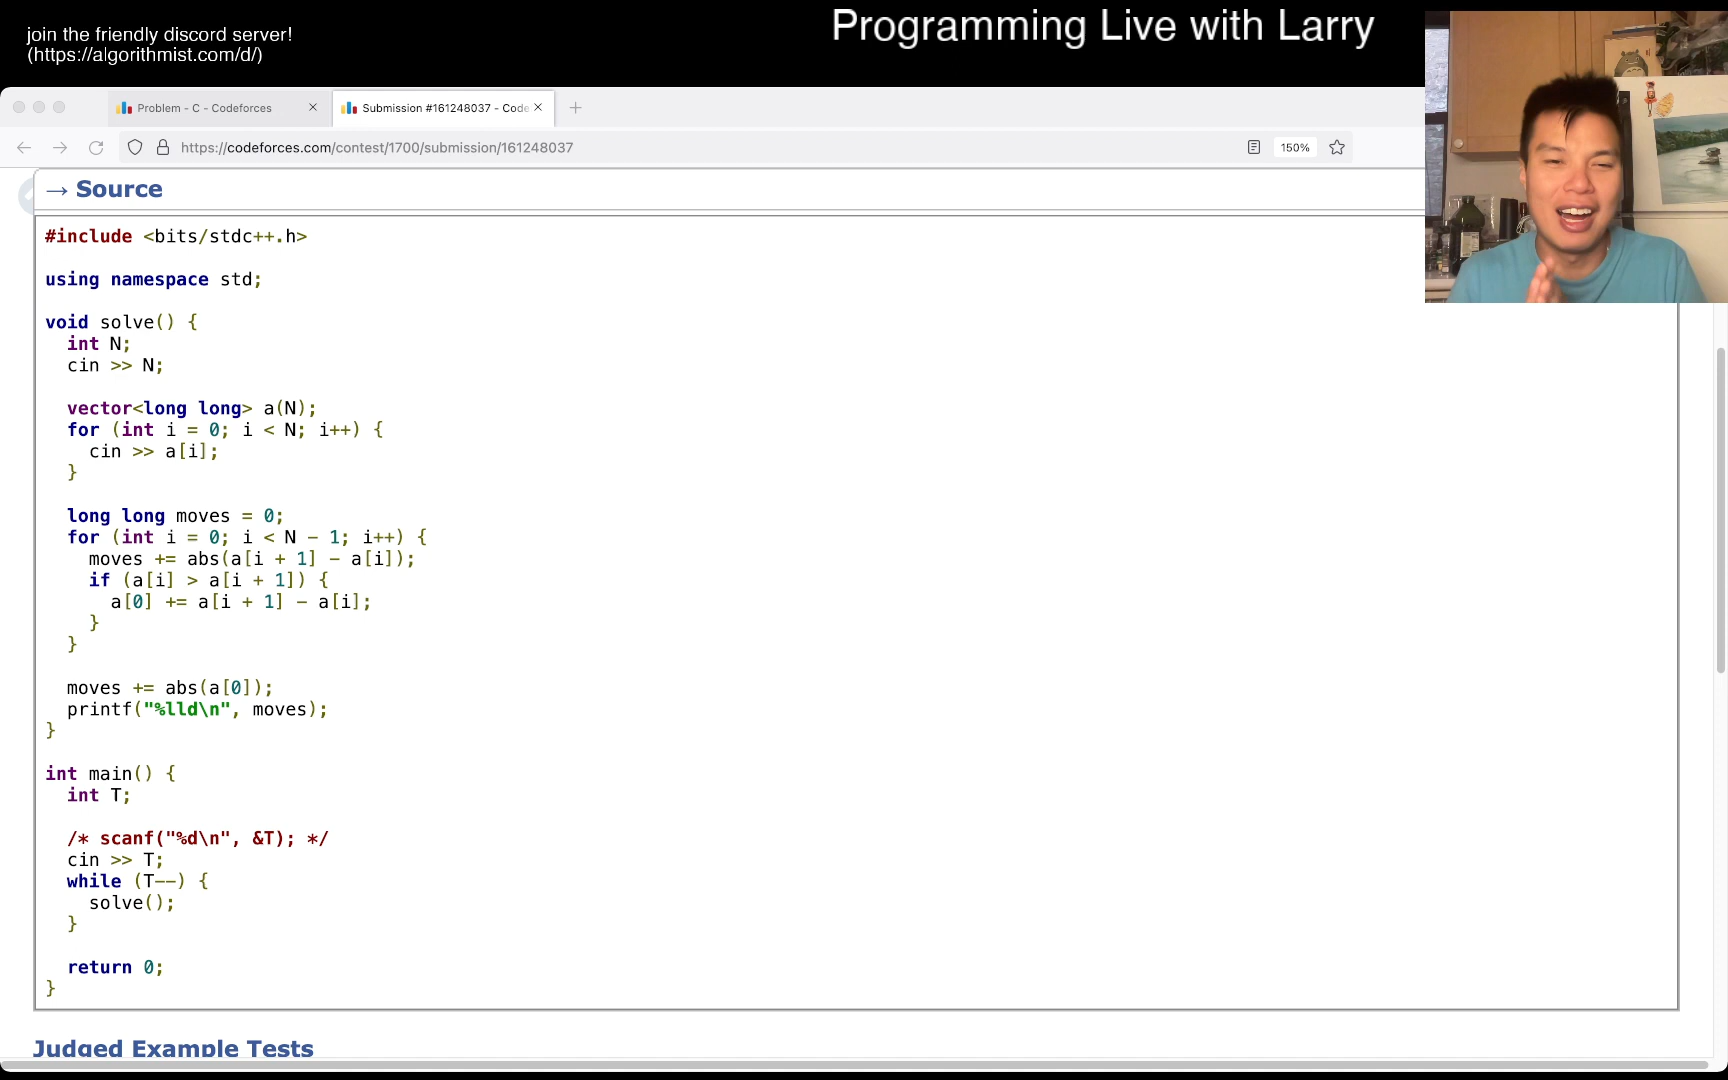 join the friendly discord server!
(https://algorithmist.com/d/)
Programming Live with Larry
Problem - C - Codeforces
Submission #161248037 - Code
https://codeforces.com/contest/1700/submission/161248037
150%
→ Source
#include <bits/stdc++.h>
using namespace std;
void solve() {
  int N;
  cin >> N;
  vector<long long> a(N);
  for (int i = 0; i < N; i++) {
    cin >> a[i];
  }
  long long moves = 0;
  for (int i = 0; i < N - 1; i++) {
    moves += abs(a[i + 1] - a[i]);
    if (a[i] > a[i + 1]) {
      a[0] += a[i + 1] - a[i];
    }
  }
  moves += abs(a[0]);
  printf("%lld\n", moves);
}
int main() {
  int T;
  /* scanf("%d\n", &T); */
  cin >> T;
  while (T--) {
    solve();
  }
  return 0;
}
Judged Example Tests